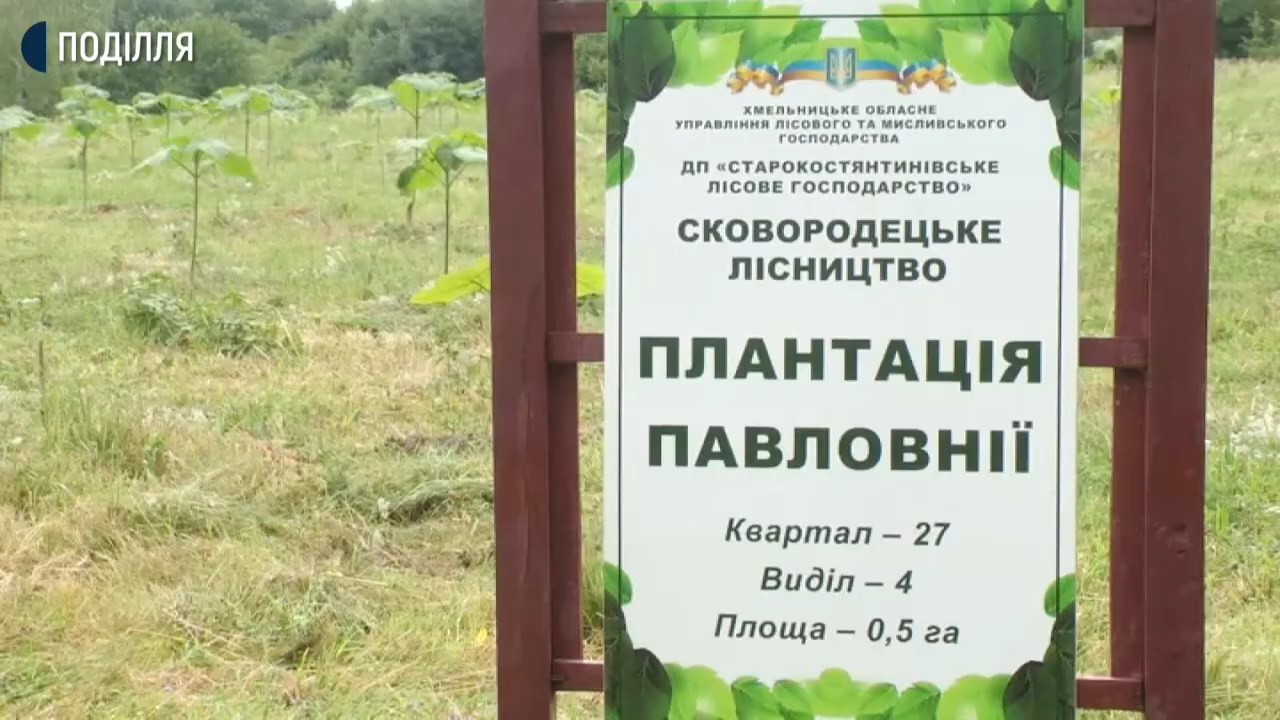 ПОДІЛЛЯ
ХМЕЛЬНИЦЬКЕ ОБЛАСНЕ
УПРАВЛІННЯ ЛІСОВОГО ТА МИСЛИВСЬКОГО
ГОСПОДАРСТВА
ДП «СТАРОКОСТЯНТИНІВСЬКЕ
ЛІСОВЕ ГОСПОДАРСТВО»
СКОВОРОДЕЦЬКЕ
ЛІСНИЦТВО
ПЛАНТАЦІЯ
ПАВЛОВНІЇ
Квартал – 27
Виділ – 4
Площа – 0,5 га